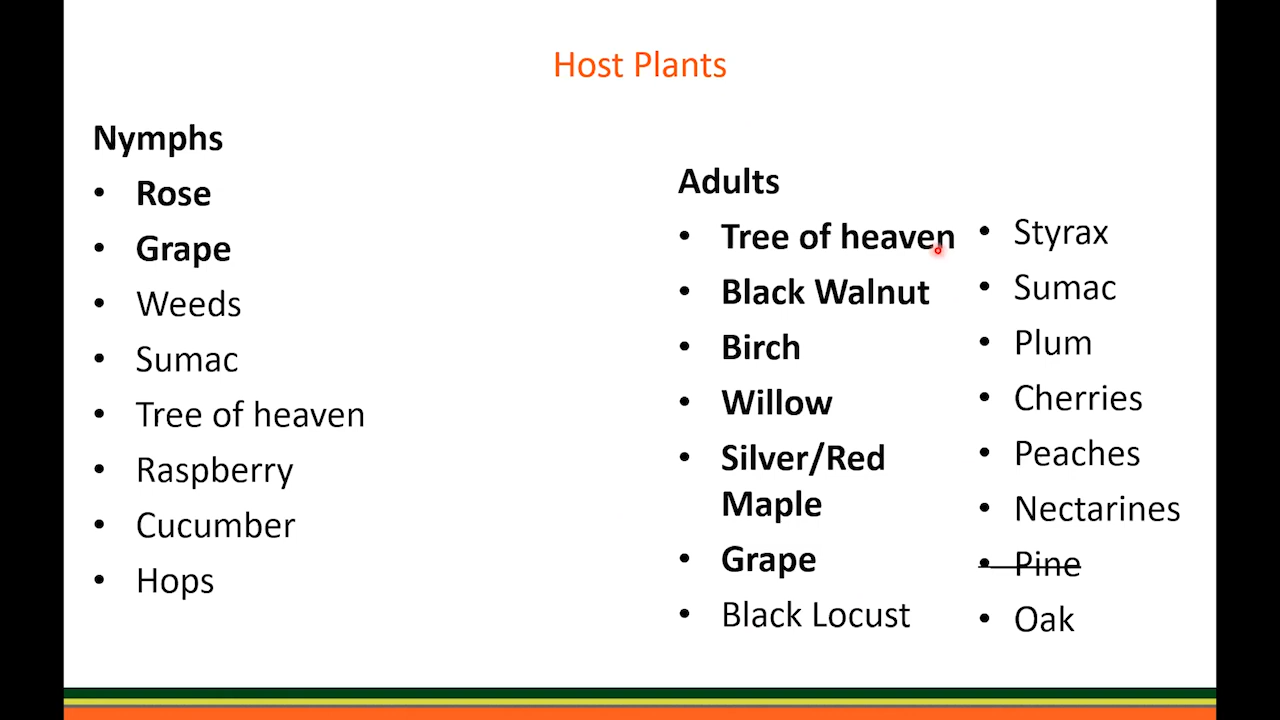 Host Plants
Nymphs
• Rose
• Grape
• Weeds
• Sumac
• Tree of heaven
• Raspberry
• Cucumber
• Hops
Adults
• Tree of heaven
• Black Walnut
• Birch
• Willow
• Silver/Red
Maple
• Grape
• Black Locust
• Styrax
• Sumac
• Plum
• Cherries
• Peaches
• Nectarines
• Pine
• Oak